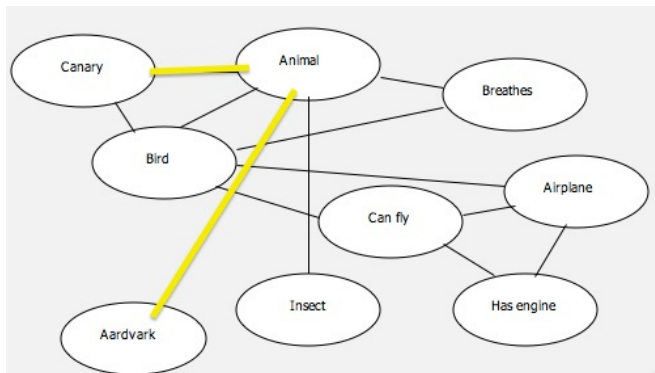 Canary
Animal
Breathes
Bird
Airplane
Can fly
Insect
Has engine
Aardvark